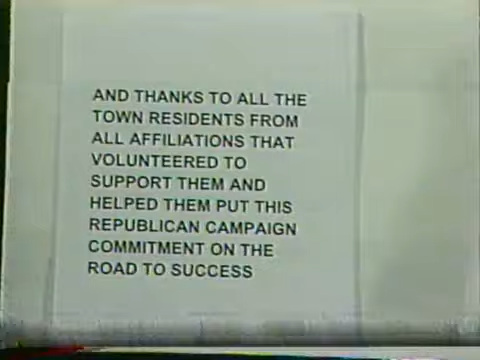 AND THANKS TO ALL THE
TOWN RESIDENTS FROM
ALL AFFILIATIONS THAT
VOLUNTEERED TO
SUPPORT THEM AND
HELPED THEM PUT THIS
REPUBLICAN CAMPAIGN
COMMITMENT ON THE
ROAD TO SUCCESS